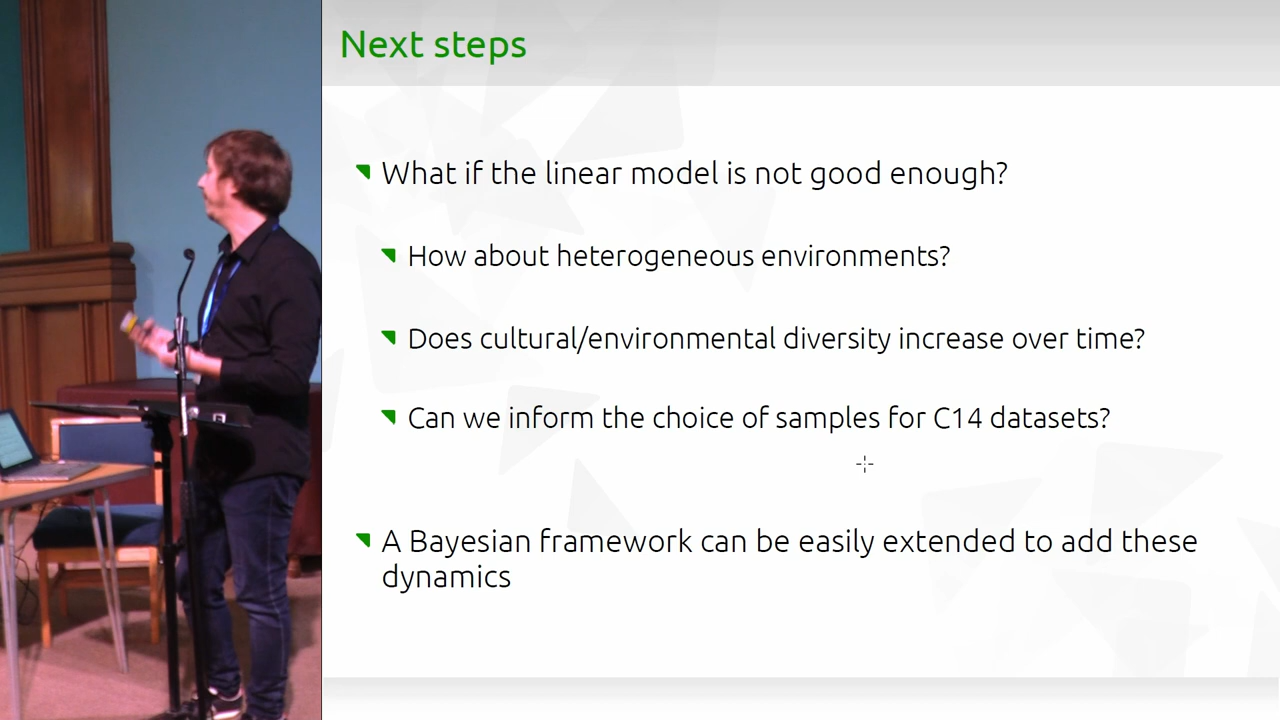 Next steps
What if the linear model is not good enough?
How about heterogeneous environments?
Does cultural/environmental diversity increase over time?
Can we inform the choice of samples for C14 datasets?
A Bayesian framework can be easily extended to add these
dynamics